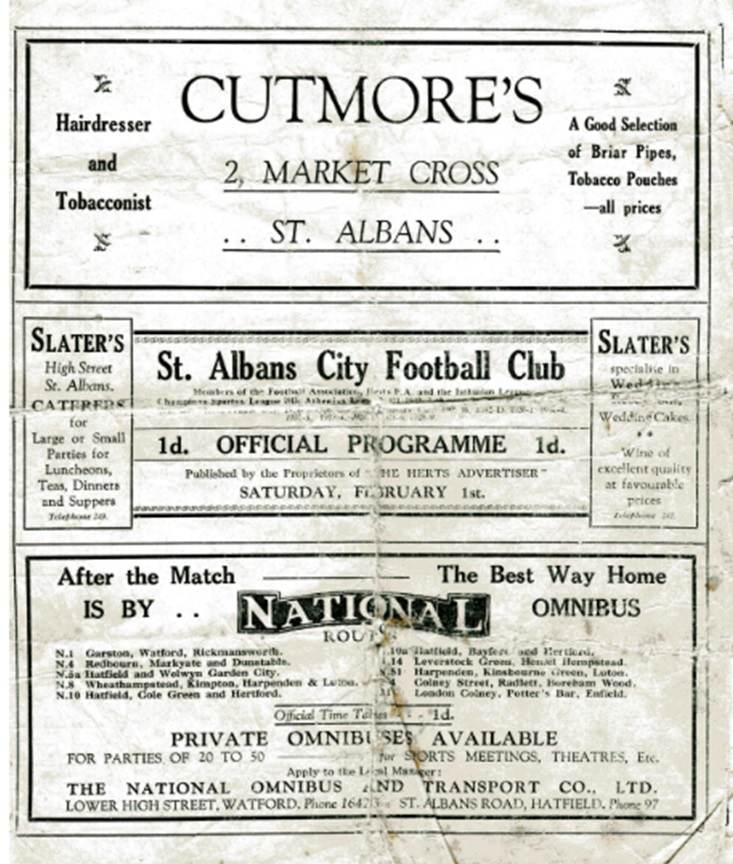 CUTMORE'S
Hairdresser
and
Tobacconist
2, MARKET CROSS
. . ST. ALBANS . .
A Good Selection
of Briar Pipes,
Tobacco Pouches
—all prices
SLATER'S
High Street
St. Albans.
CATERERS
for
Large or Small
Parties for
Luncheons,
Teas, Dinners
and Suppers
St. Albans City Football Club
Members of the Football Association, Herts F.A. and the Isthmian League
1d. OFFICIAL PROGRAMME 1d.
Published by the Proprietors of "THE HERTS ADVERTISER"
SATURDAY, FEBRUARY 1st.
SLATER'S
specialise in
Wedding
Wedding Cakes.
Wine of
excellent quality
at favourable
prices
After the Match The Best Way Home
IS BY . . NATIONAL OMNIBUS
ROUTES
N.1 Garston, Watford, Rickmansworth.
N.4 Redbourn, Markyate and Dunstable.
Hatfield and Welwyn Garden City.
N.8 Wheathampstead, Kimpton, Harpenden & Luton.
N.10 Hatfield, Cole Green and Hertford.
Hatfield, Bayford and Hertford.
14 Leverstock Green, Hemel Hempstead.
Harpenden, Kinsbourne Green, Luton.
Colney Street, Radlett, Boreham Wood.
London Colney, Potter's Bar, Enfield.
Official Time Tables - - 1d.
PRIVATE OMNIBUSES AVAILABLE
FOR PARTIES OF 20 TO 50 for SPORTS MEETINGS, THEATRES, Etc.
Apply to the Local Manager:
THE NATIONAL OMNIBUS AND TRANSPORT CO., LTD.
LOWER HIGH STREET, WATFORD. Phone ST. ALBANS ROAD, HATFIELD. Phone 97